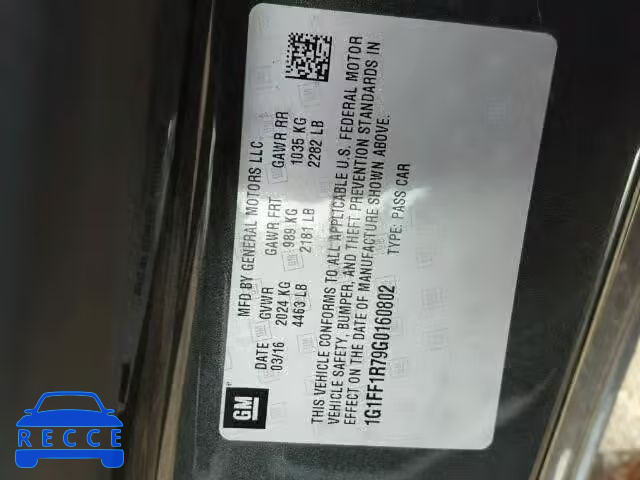 MFD BY GENERAL MOTORS LLC
DATE GVWR GAWR FRT GAWR RR
03/16 2024 KG 989 KG 1035 KG
4463 LB 2181 LB 2282 LB
THIS VEHICLE CONFORMS TO ALL APPLICABLE U.S. FEDERAL MOTOR
VEHICLE SAFETY, BUMPER, AND THEFT PREVENTION STANDARDS IN
EFFECT ON THE DATE OF MANUFACTURE SHOWN ABOVE.
1G1FF1R79G0160802 TYPE: PASS CAR
GM
RECCE